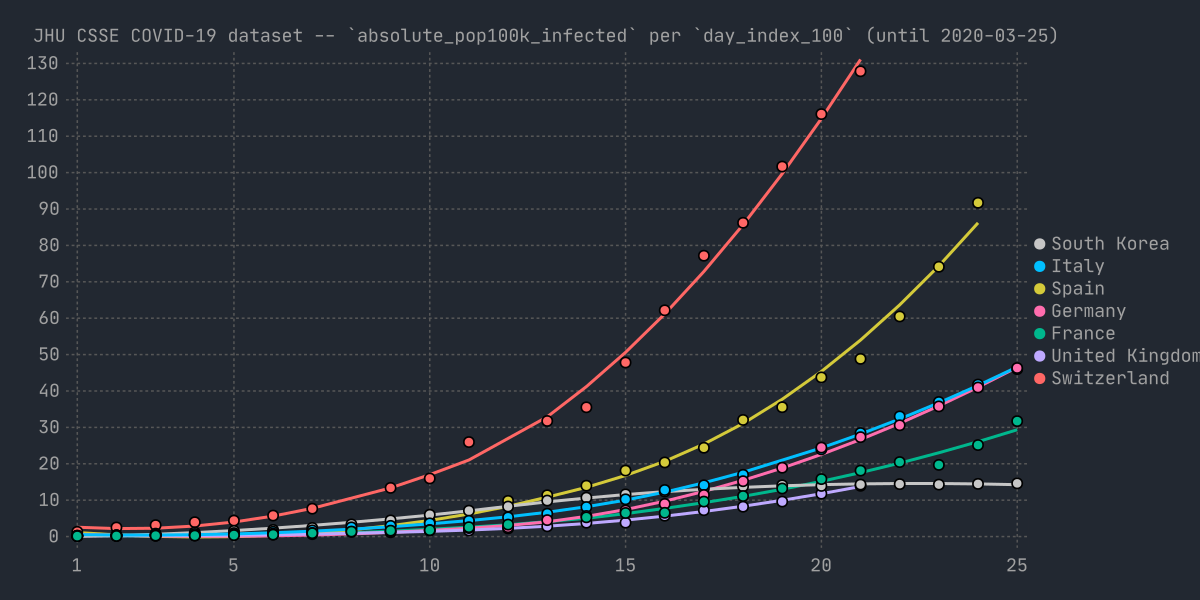 JHU CSSE COVID-19 dataset -- `absolute_pop100k_infected` per `day_index_100` (until 2020-03-25)
130
120
110
100
90
80
70
60
50
40
30
20
10
0
1 5 10 15 20 25
South Korea
Italy
Spain
Germany
France
United Kingdom
Switzerland